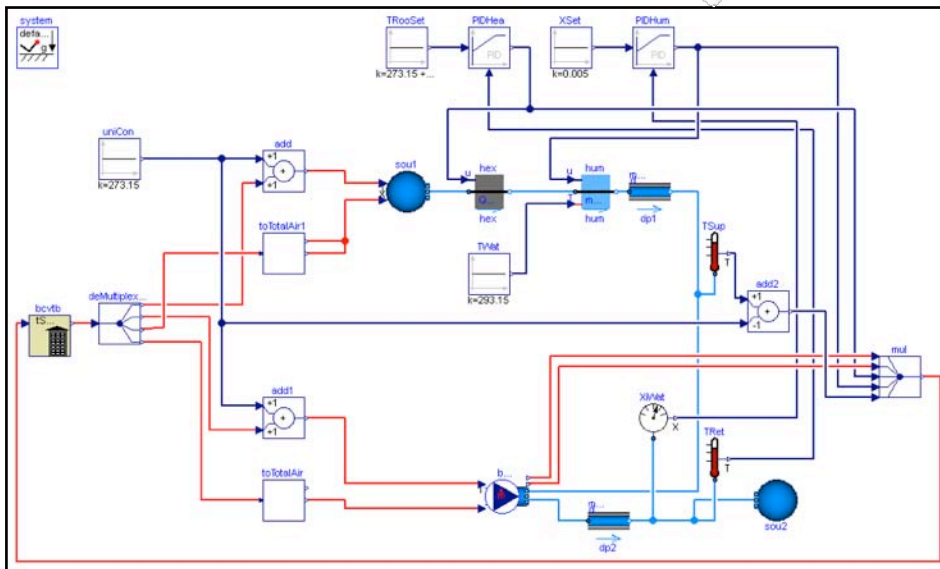 system
defa...
g
TRooSet
k=273.15 +...
PIDHea
PID
XSet
k=0.005
PIDHum
PID
uniCon
k=273.15
add
+1
+
+1
sou1
hex
u
Q...
hex
hum
u
T
m...
hum
m...
dp1
toTotalAir1
TWat
k=293.15
TSup
T
add2
+1
+
-1
bcvtb
tS...
deMultiplex...
mul
add1
+1
+
+1
XiWat
X
TRet
T
toTotalAir
b...
T
m...
dp2
sou2